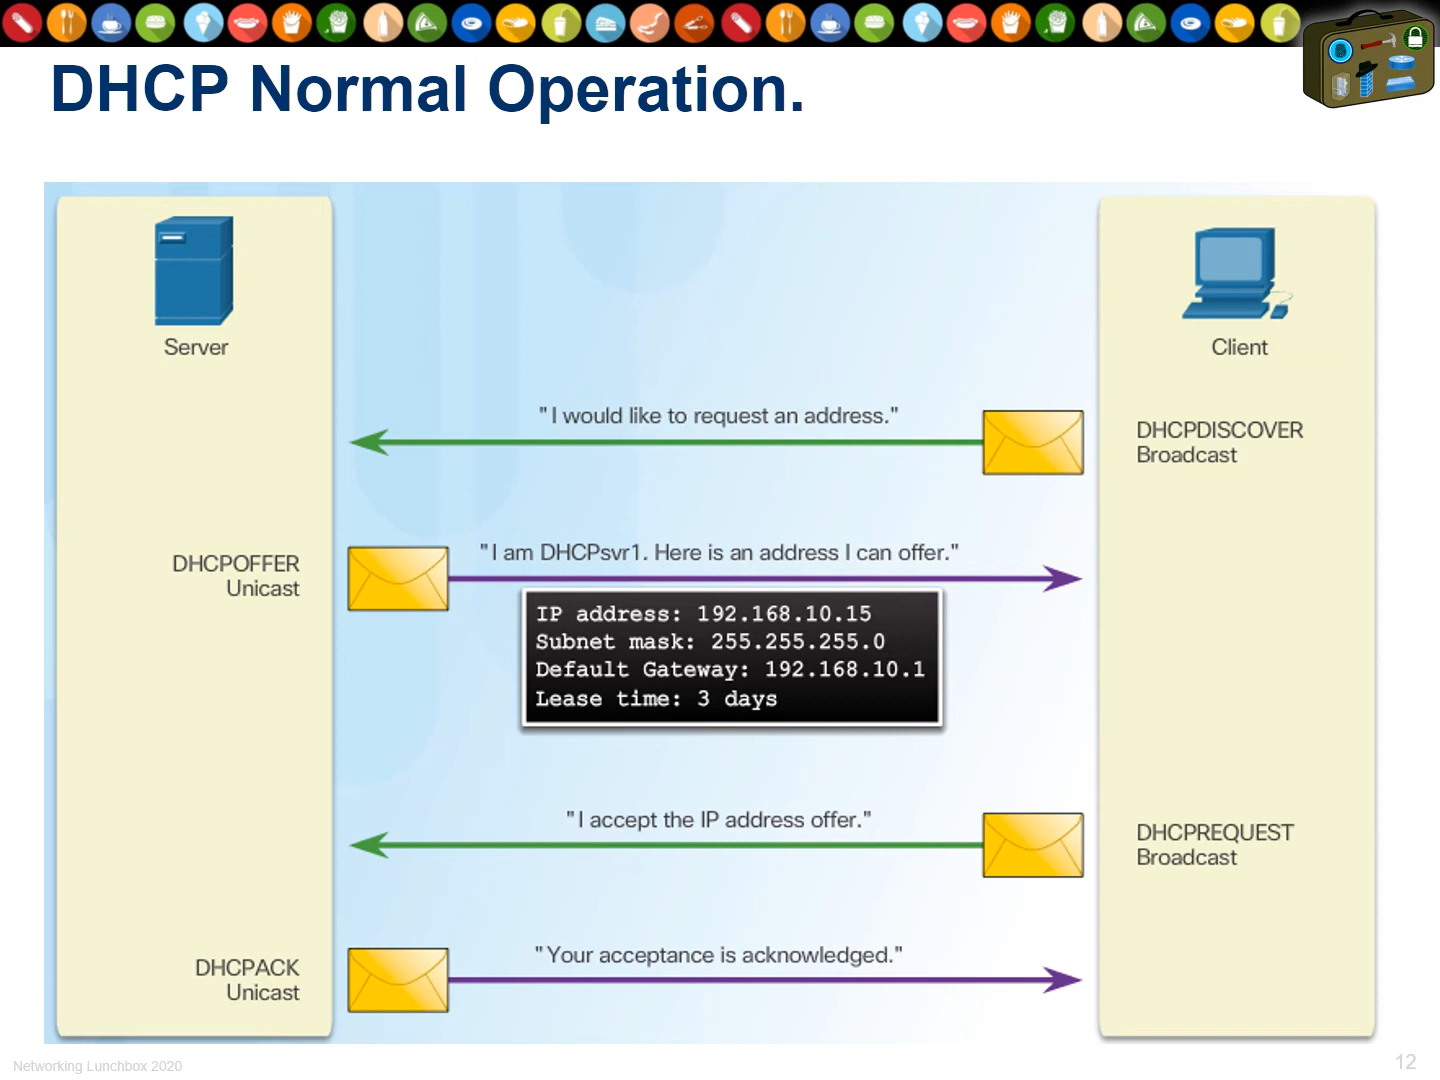 DHCP Normal Operation.
Server
Client
"I would like to request an address."
DHCPDISCOVER
Broadcast
DHCPOFFER
Unicast
"I am DHCPsvr1. Here is an address I can offer."
IP address: 192.168.10.15
Subnet mask: 255.255.255.0
Default Gateway: 192.168.10.1
Lease time: 3 days
"I accept the IP address offer."
DHCPREQUEST
Broadcast
DHCPACK
Unicast
"Your acceptance is acknowledged."
Networking Lunchbox 2020
12